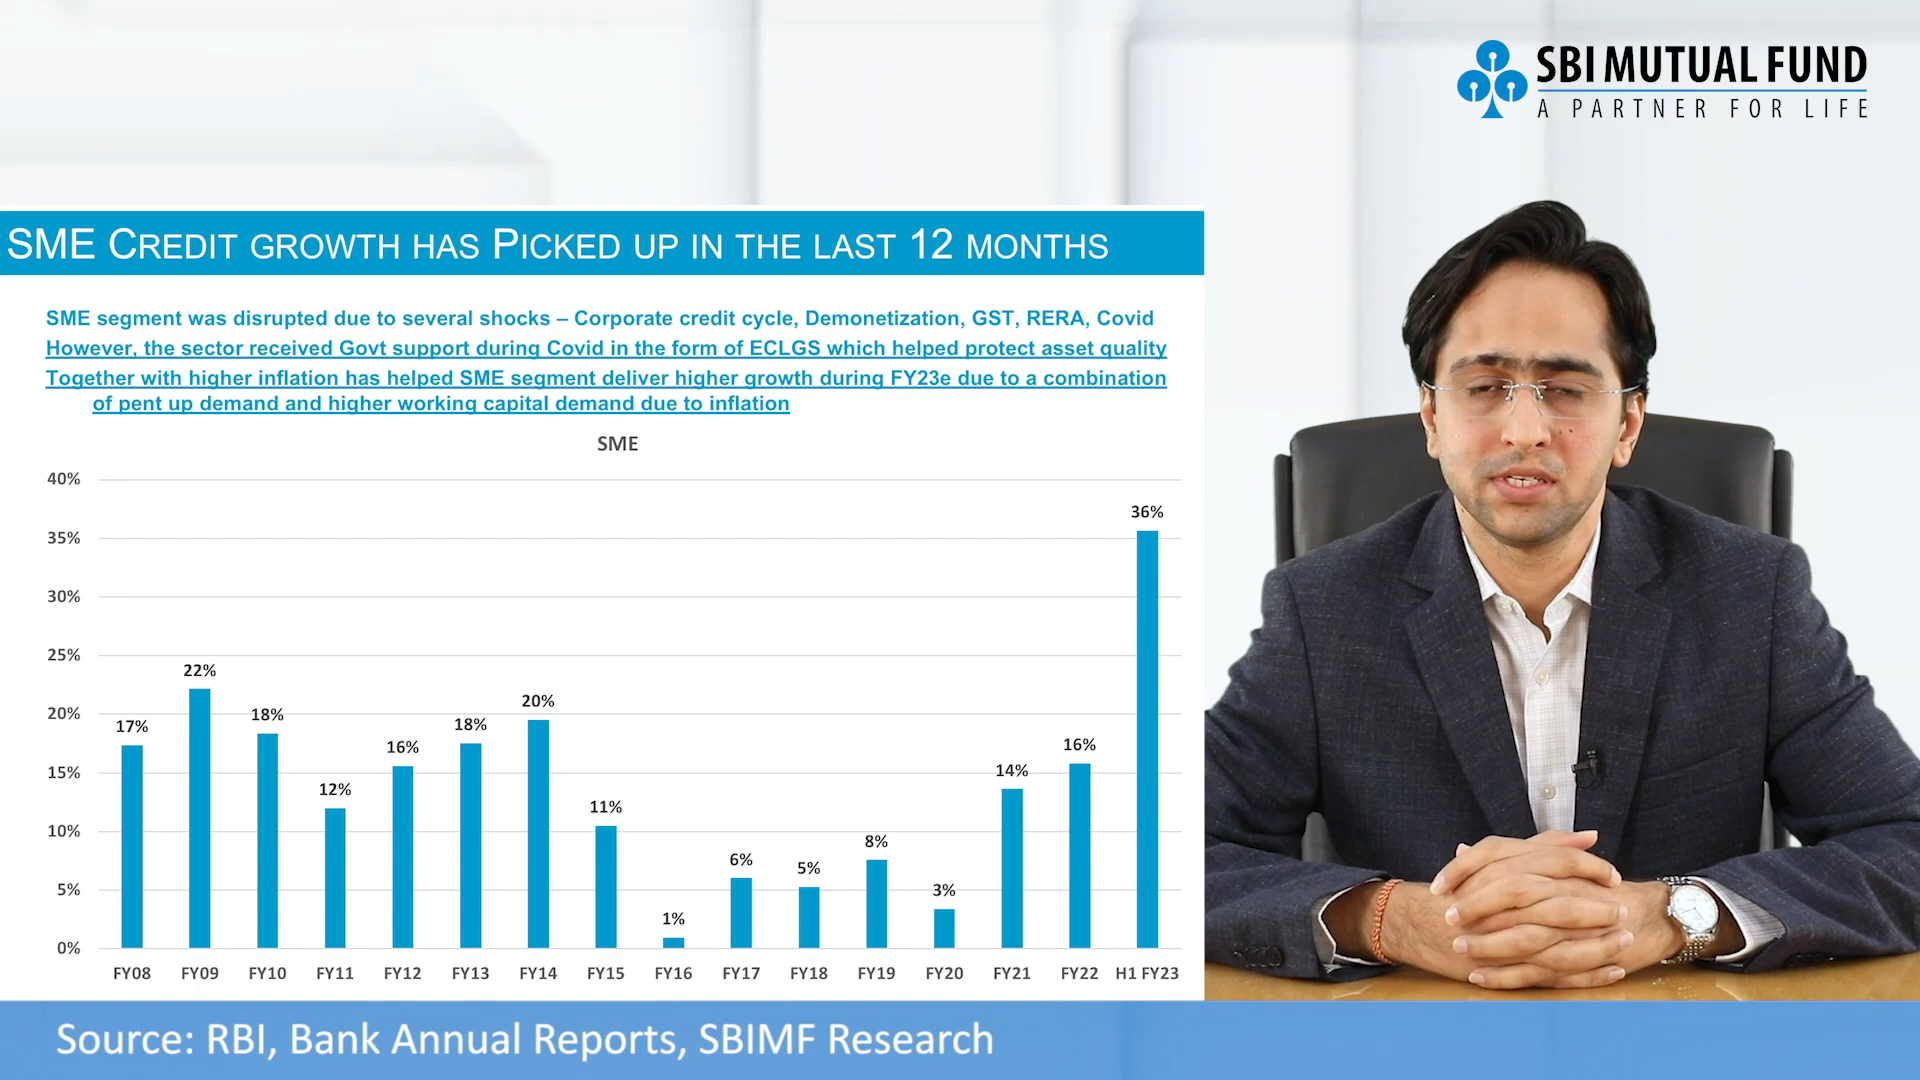 SBI MUTUAL FUND
A PARTNER FOR LIFE
SME CREDIT GROWTH HAS PICKED UP IN THE LAST 12 MONTHS
SME segment was disrupted due to several shocks – Corporate credit cycle, Demonetization, GST, RERA, Covid
However, the sector received Govt support during Covid in the form of ECLGS which helped protect asset quality
Together with higher inflation has helped SME segment deliver higher growth during FY23e due to a combination
of pent up demand and higher working capital demand due to inflation
SME
40%
35%
30%
25%
20%
15%
10%
5%
0%
17%
22%
18%
12%
16%
18%
20%
11%
1%
6%
5%
8%
3%
14%
16%
36%
FY08 FY09 FY10 FY11 FY12 FY13 FY14 FY15 FY16 FY17 FY18 FY19 FY20 FY21 FY22 H1 FY23
Source: RBI, Bank Annual Reports, SBIMF Research